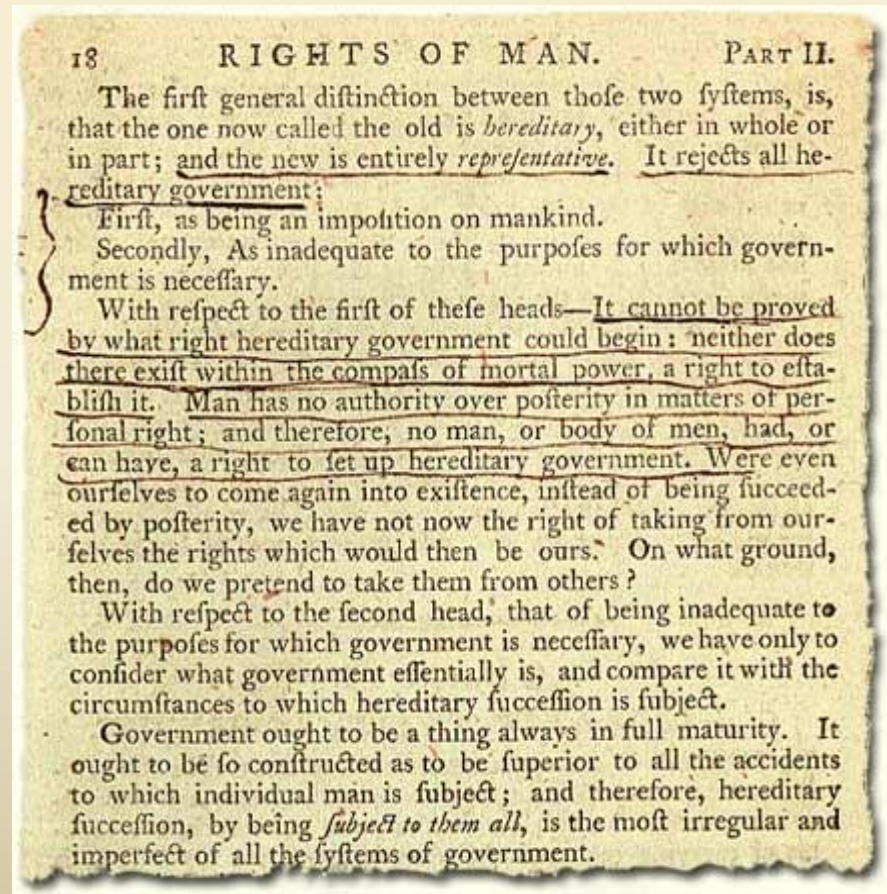 18 RIGHTS OF MAN. PART II.
The firſt general diſtinction between thoſe two ſyſtems, is,
that the one now called the old is hereditary, either in whole or
in part; and the new is entirely repreſentative. It rejects all he-
reditary government:
Firſt, as being an impoſition on mankind.
Secondly, As inadequate to the purpoſes for which govern-
ment is neceſſary.
With reſpect to the firſt of theſe heads—It cannot be proved
by what right hereditary government could begin: neither does
there exiſt within the compaſs of mortal power, a right to eſta-
bliſh it. Man has no authority over poſterity in matters of per-
ſonal right; and therefore, no man, or body of men, had, or
can have, a right to ſet up hereditary government. Were even
ourſelves to come again into exiſtence, inſtead of being ſucceed-
ed by poſterity, we have not now the right of taking from our-
ſelves the rights which would then be ours. On what ground,
then, do we pretend to take them from others?
With reſpect to the ſecond head, that of being inadequate to
the purpoſes for which government is neceſſary, we have only to
conſider what government eſſentially is, and compare it with the
circumſtances to which hereditary ſucceſſion is ſubject.
Government ought to be a thing always in full maturity. It
ought to be ſo conſtructed as to be ſuperior to all the accidents
to which individual man is ſubject; and therefore, hereditary
ſucceſſion, by being ſubject to them all, is the moſt irregular and
imperfect of all the ſyſtems of government.